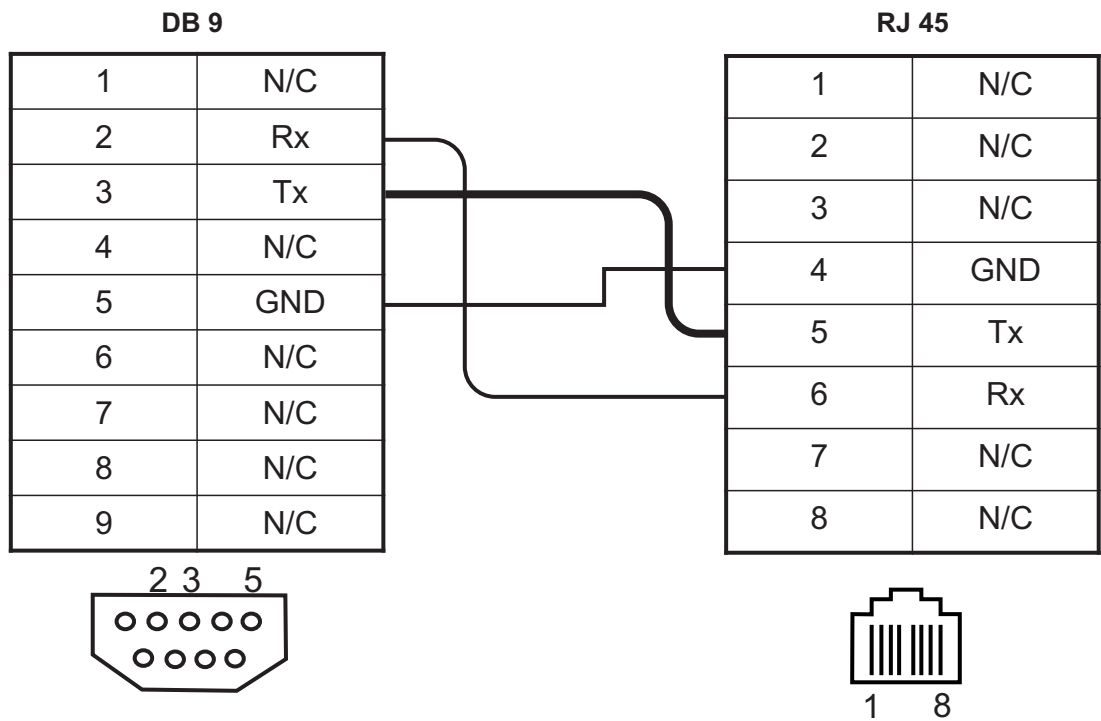 DB 9
1 N/C
2 Rx
3 Tx
4 N/C
5 GND
6 N/C
7 N/C
8 N/C
9 N/C
2 3 5
RJ 45
1 N/C
2 N/C
3 N/C
4 GND
5 Tx
6 Rx
7 N/C
8 N/C
1 8